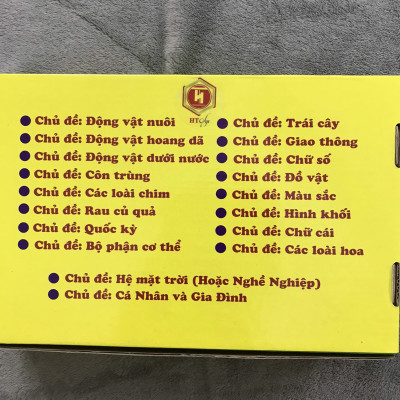 HT
Chủ đề: Động vật nuôi
Chủ đề: Động vật hoang dã
Chủ đề: Động vật dưới nước
Chủ đề: Côn trùng
Chủ đề: Các loài chim
Chủ đề: Rau củ quả
Chủ đề: Quốc kỳ
Chủ đề: Bộ phận cơ thể
Chủ đề: Trái cây
Chủ đề: Giao thông
Chủ đề: Chữ số
Chủ đề: Đồ vật
Chủ đề: Màu sắc
Chủ đề: Hình khối
Chủ đề: Chữ cái
Chủ đề: Các loài hoa
Chủ đề: Hệ mặt trời (Hoặc Nghề Nghiệp)
Chủ đề: Cá Nhân và Gia Đình